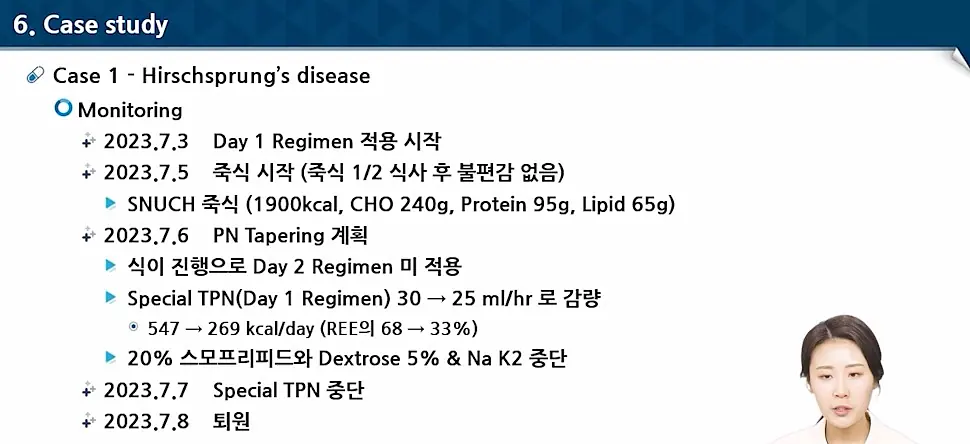 6. Case study
Case 1 - Hirschsprung's disease
Monitoring
2023.7.3 Day 1 Regimen 적용 시작
2023.7.5 죽식 시작 (죽식 1/2 식사 후 불편감 없음)
SNUCH 죽식 (1900kcal, CHO 240g, Protein 95g, Lipid 65g)
2023.7.6 PN Tapering 계획
식이 진행으로 Day 2 Regimen 미 적용
Special TPN(Day 1 Regimen) 30 → 25 ml/hr 로 감량
547 → 269 kcal/day (REE의 68 → 33%)
20% 스모프리피드와 Dextrose 5% & Na K2 중단
2023.7.7 Special TPN 중단
2023.7.8 퇴원